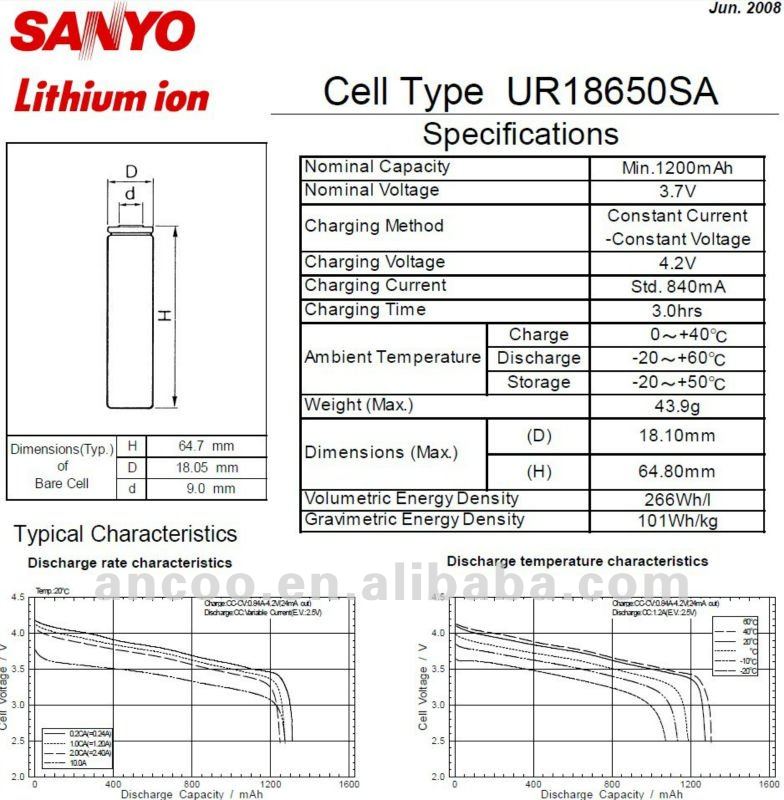 Jun. 2008
SANYO
Lithium ion
Cell Type UR18650SA
Specifications
D
d
H
Dimensions(Typ.) of Bare Cell
H 64.7 mm
D 18.05 mm
d 9.0 mm
Nominal Capacity Min.1200mAh
Nominal Voltage 3.7V
Charging Method Constant Current
-Constant Voltage
Charging Voltage 4.2V
Charging Current Std. 840mA
Charging Time 3.0hrs
Ambient Temperature Charge 0～+40℃
Discharge -20～+60℃
Storage -20～+50℃
Weight (Max.) 43.9g
Dimensions (Max.) (D) 18.10mm
(H) 64.80mm
Volumetric Energy Density 266Wh/l
Gravimetric Energy Density 101Wh/kg
Typical Characteristics
Discharge rate characteristics
ancoo.en.alibaba.com
Temp.:20℃
Charge:CC-CV:0.84A-4.2V(24mA out)
Discharge:CC:Variable Current(E.V.:2.5V)
4.5
4.0
3.5
3.0
2.5
2.0
Cell Voltage / V
0.2CA(=0.24A)
1.0CA(=1.20A)
2.0CA(=2.40A)
10.0A
0 400 800 1200 1600
Discharge Capacity / mAh
Discharge temperature characteristics
Charge:CC-CV:0.84A-4.2V(24mA out)
Discharge:CC:1.2A(E.V.:2.5V)
60℃
40℃
20℃
℃
-10℃
-20℃
4.5
4.0
3.5
3.0
2.5
2.0
Cell Voltage / V
0 400 800 1200 1600
Discharge Capacity / mAh